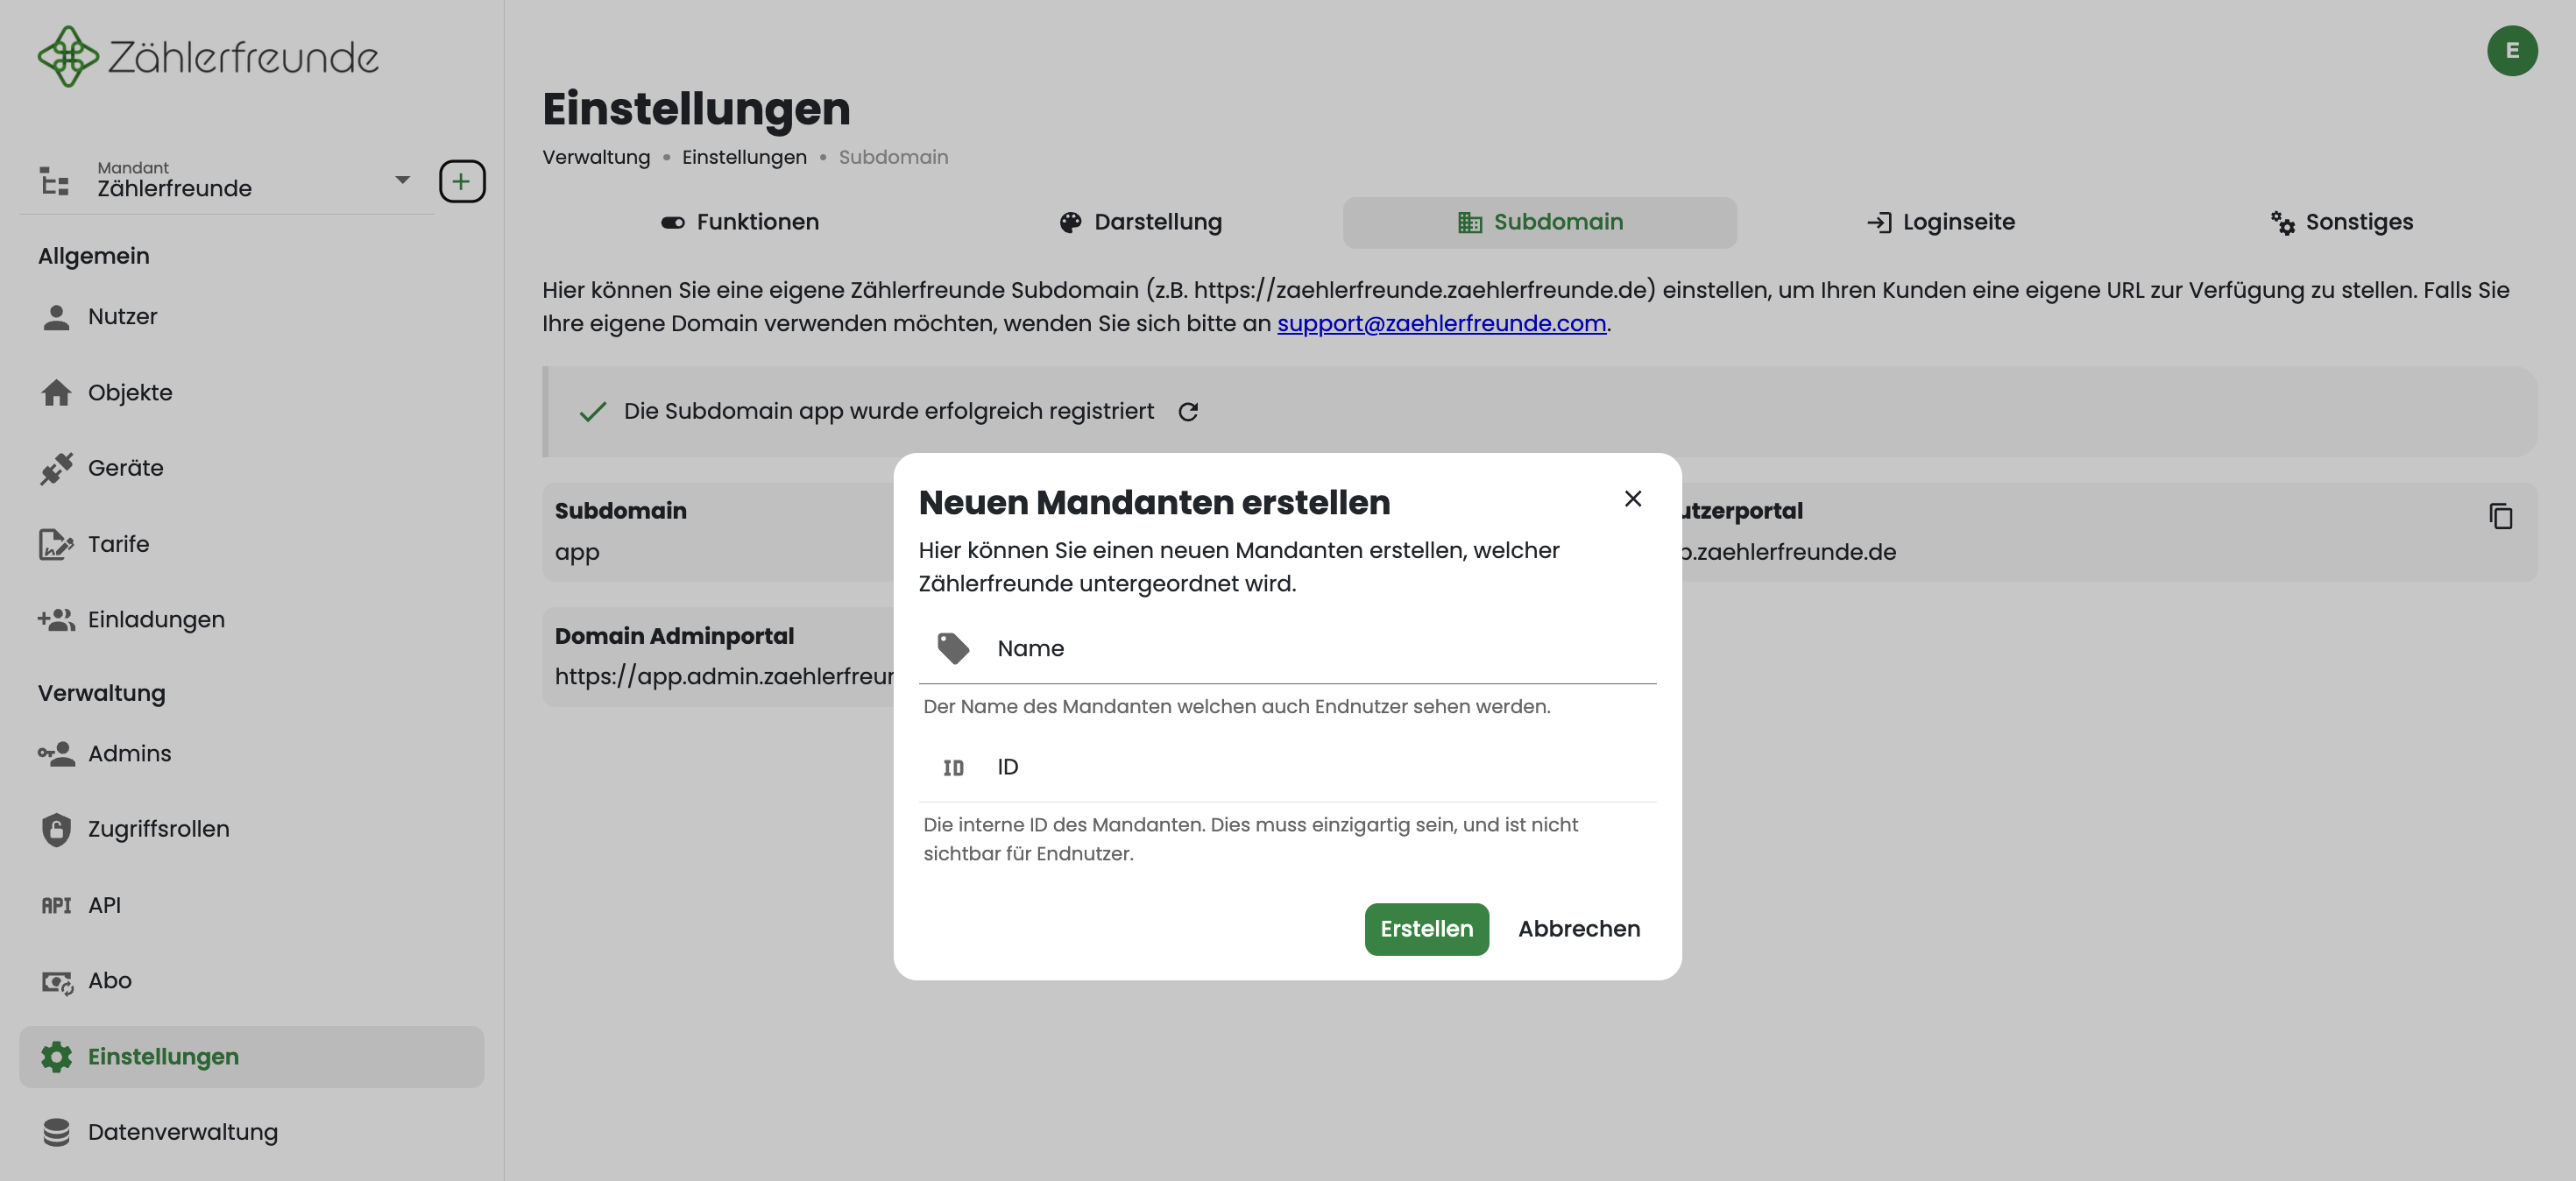 Zählerfreunde
E
Mandant
Zählerfreunde
Allgemein
Nutzer
Objekte
Geräte
Tarife
Einladungen
Verwaltung
Admins
Zugriffsrollen
API
API
Abo
Einstellungen
Datenverwaltung
Einstellungen
Verwaltung • Einstellungen • Subdomain
Funktionen
Darstellung
Subdomain
Loginseite
Sonstiges
Hier können Sie eine eigene Zählerfreunde Subdomain (z.B. https://zaehlerfreunde.zaehlerfreunde.de) einstellen, um Ihren Kunden eine eigene URL zur Verfügung zu stellen. Falls Sie
Ihre eigene Domain verwenden möchten, wenden Sie sich bitte an support@zaehlerfreunde.com.
Die Subdomain app wurde erfolgreich registriert
Subdomain
app
utzerportal
.zaehlerfreunde.de
Domain Adminportal
https://app.admin.zaehlerfreu
Neuen Mandanten erstellen
Hier können Sie einen neuen Mandanten erstellen, welcher
Zählerfreunde untergeordnet wird.
Name
Der Name des Mandanten welchen auch Endnutzer sehen werden.
ID
ID
Die interne ID des Mandanten. Dies muss einzigartig sein, und ist nicht
sichtbar für Endnutzer.
Erstellen
Abbrechen